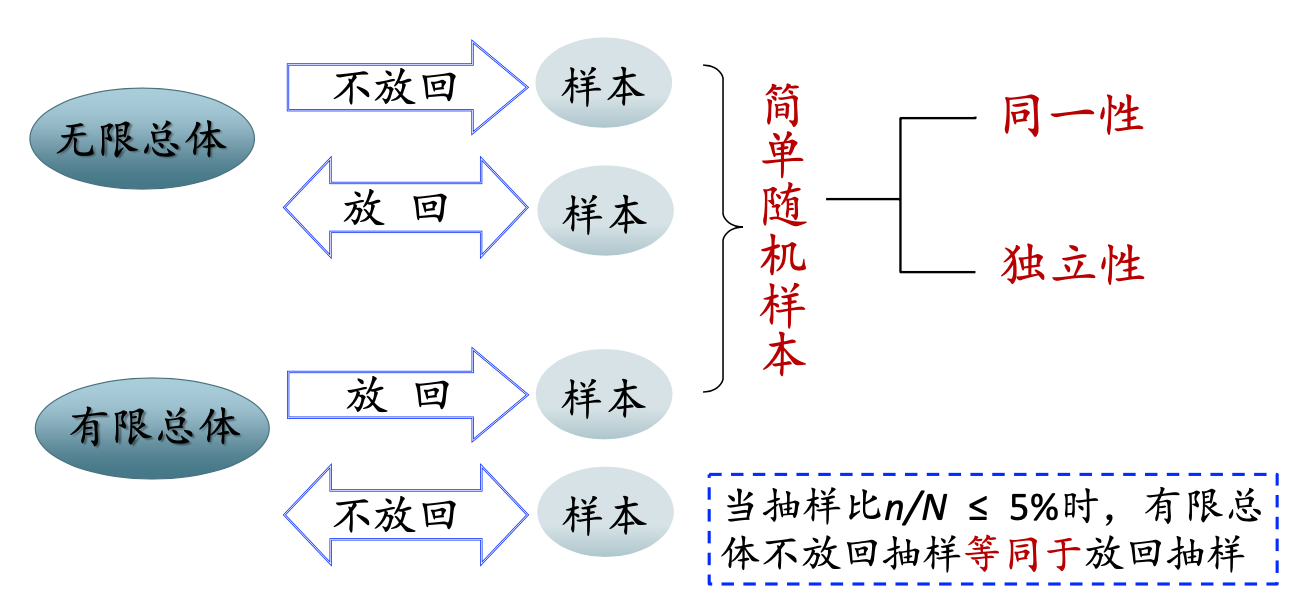 无限总体
不放回
样本
放 回
样本
有限总体
放 回
样本
不放回
样本
简单随机样本
同一性
独立性
当抽样比n/N ≤ 5%时，有限总
体不放回抽样等同于放回抽样